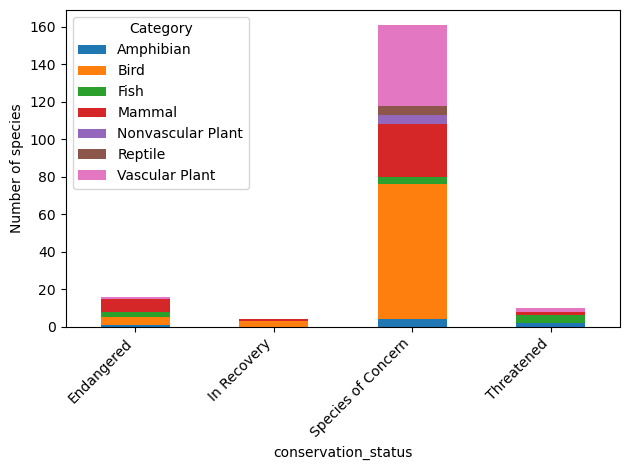 Category
Amphibian
Bird
Fish
Mammal
Nonvascular Plant
Reptile
Vascular Plant
Number of species
160
140
120
100
80
60
40
20
0
Endangered
In Recovery
Species of Concern
Threatened
conservation_status